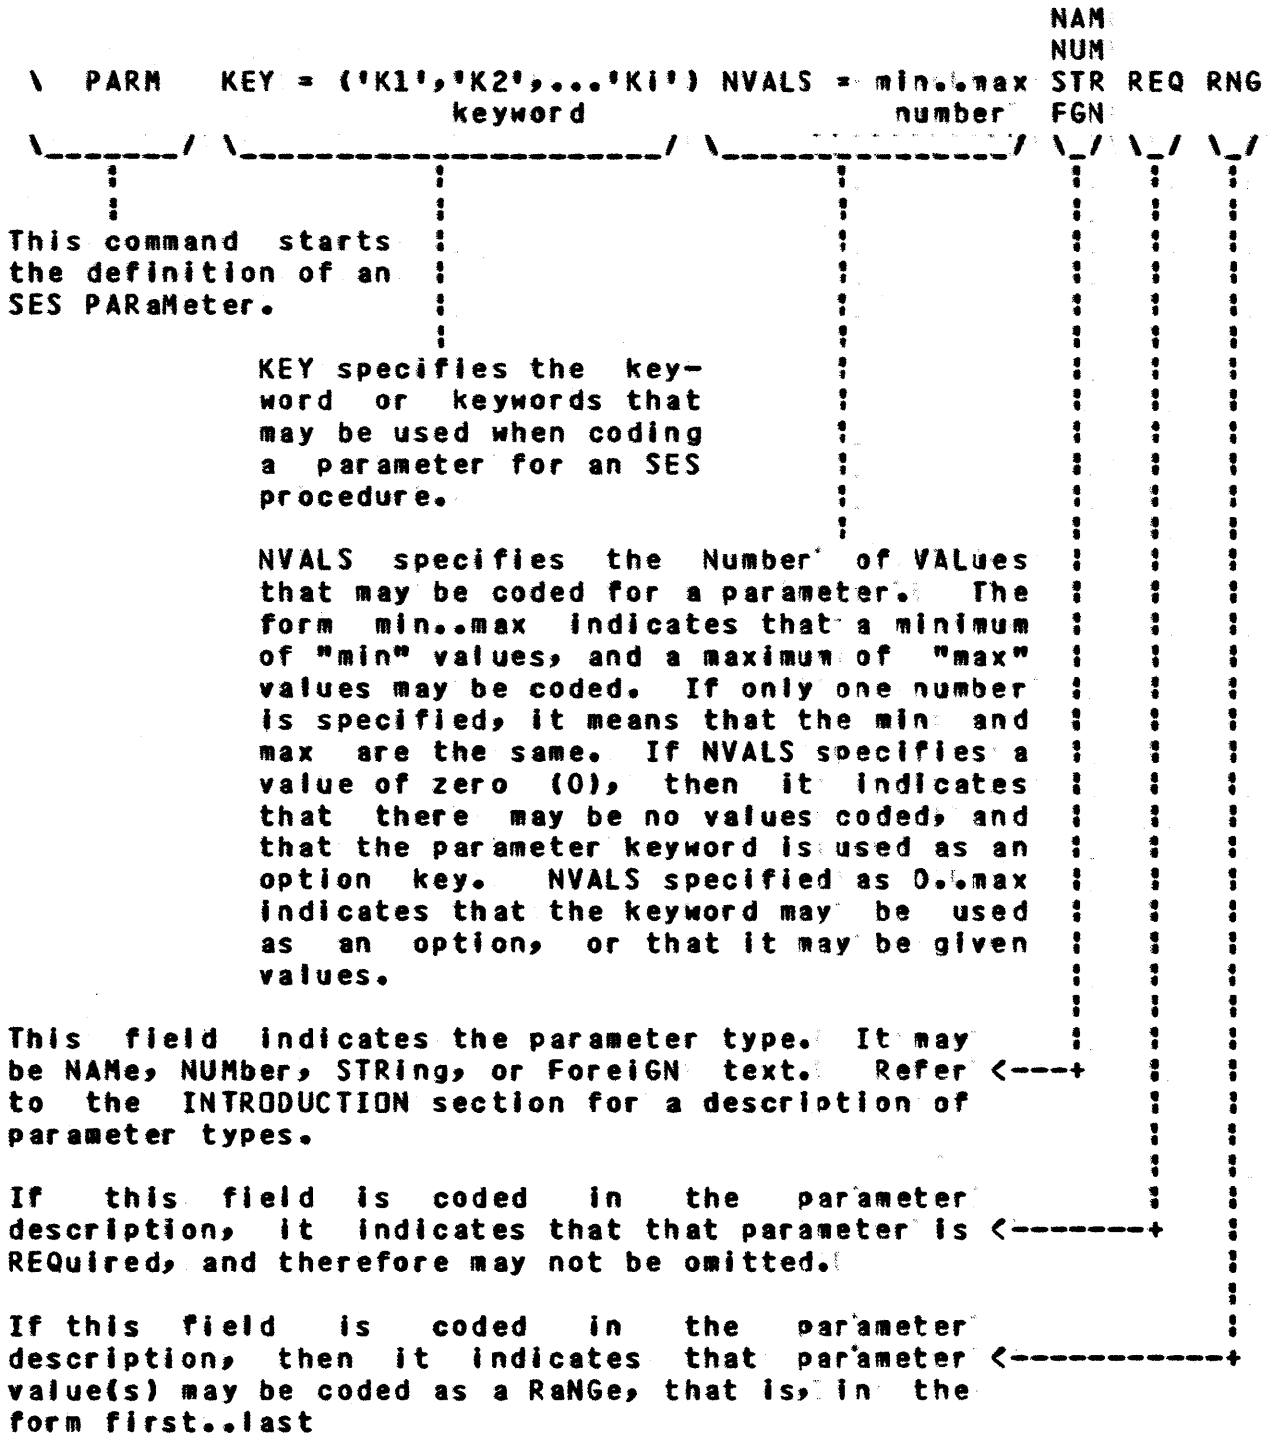 NAM
NUM
\ PARM KEY = ('K1','K2',...'Ki') NVALS = min..max STR REQ RNG
keyword number FGN
\_______/ \______________________/ \_______________/ \_/ \_/ \_/
This command starts
the definition of an
SES PARaMeter.
KEY specifies the key-
word or keywords that
may be used when coding
a parameter for an SES
procedure.
NVALS specifies the Number of VALues
that may be coded for a parameter. The
form min..max indicates that a minimum
of "min" values, and a maximum of "max"
values may be coded. If only one number
is specified, it means that the min and
max are the same. If NVALS specifies a
value of zero (0), then it indicates
that there may be no values coded, and
that the parameter keyword is used as an
option key. NVALS specified as 0..max
indicates that the keyword may be used
as an option, or that it may be given
values.
This field indicates the parameter type. It may
be NAMe, NUMber, STRing, or ForeiGN text. Refer <---+
to the INTRODUCTION section for a description of
parameter types.
If this field is coded in the parameter
description, it indicates that that parameter is <-------+
REQuired, and therefore may not be omitted.
If this field is coded in the parameter
description, then it indicates that parameter <-----------+
value(s) may be coded as a RaNGe, that is, in the
form first..last